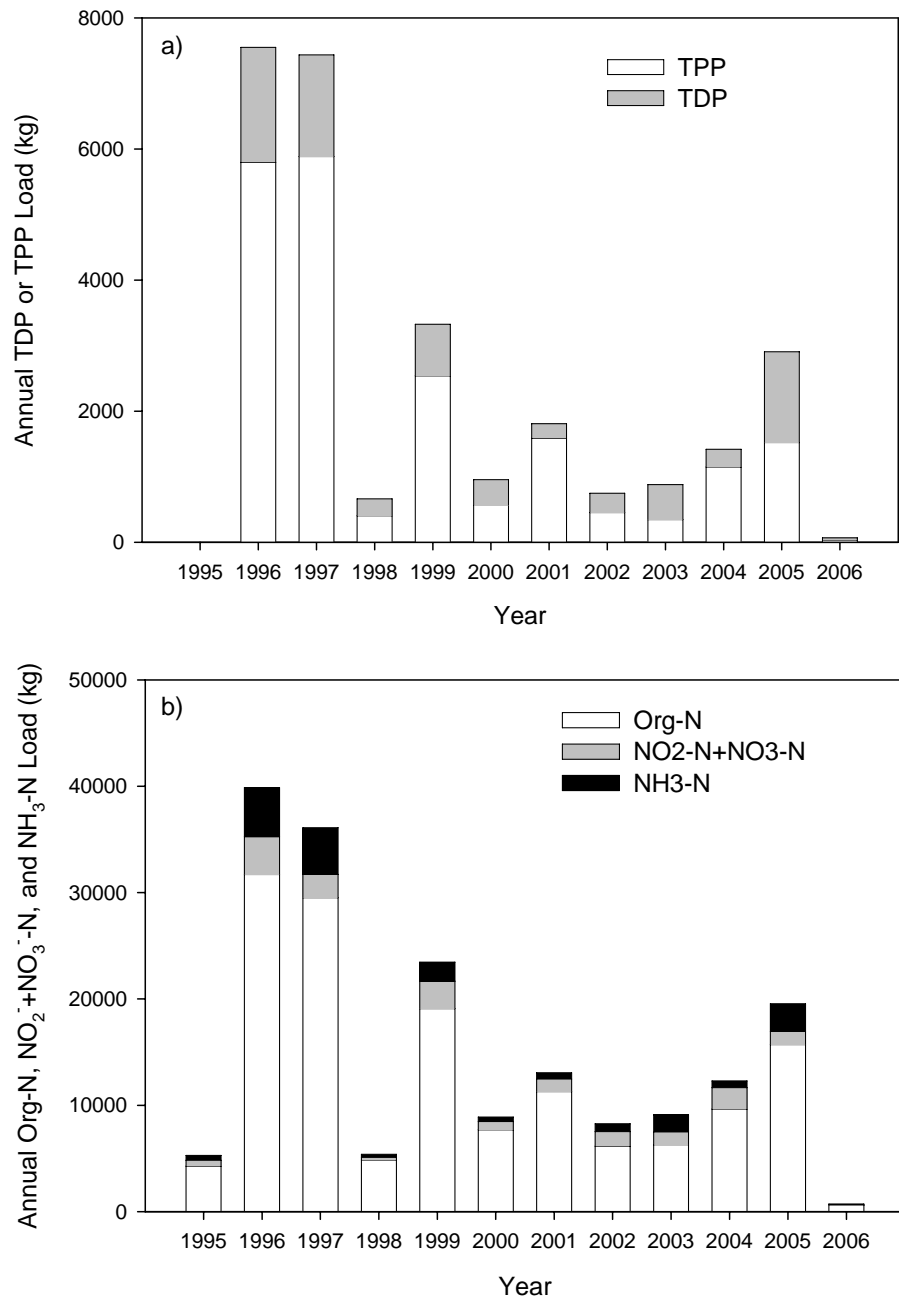 a)
TPP
TDP
Annual TDP or TPP Load (kg)
8000
6000
4000
2000
0
1995 1996 1997 1998 1999 2000 2001 2002 2003 2004 2005 2006
Year
b)
Org-N
NO2-N+NO3-N
NH3-N
Annual Org-N, NO₂⁻+NO₃⁻-N, and NH₃-N Load (kg)
50000
40000
30000
20000
10000
0
1995 1996 1997 1998 1999 2000 2001 2002 2003 2004 2005 2006
Year